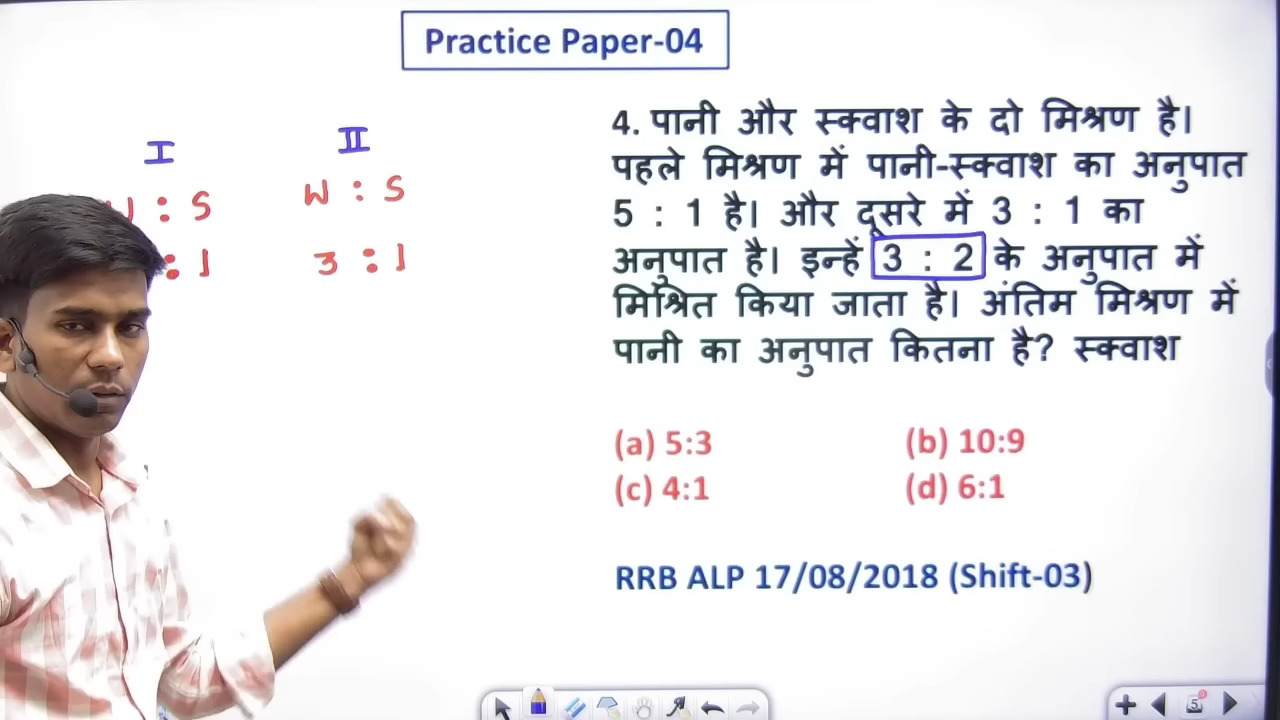 Practice Paper-04
I
II
: S
W : S
: 1
3 : 1
4. पानी और स्क्वाश के दो मिश्रण है।
पहले मिश्रण में पानी-स्क्वाश का अनुपात
5 : 1 है। और दूसरे में 3 : 1 का
अनुपात है। इन्हें 3 : 2 के अनुपात में
मिश्रित किया जाता है। अंतिम मिश्रण में
पानी का अनुपात कितना है? स्क्वाश
(a) 5:3
(b) 10:9
(c) 4:1
(d) 6:1
RRB ALP 17/08/2018 (Shift-03)
5